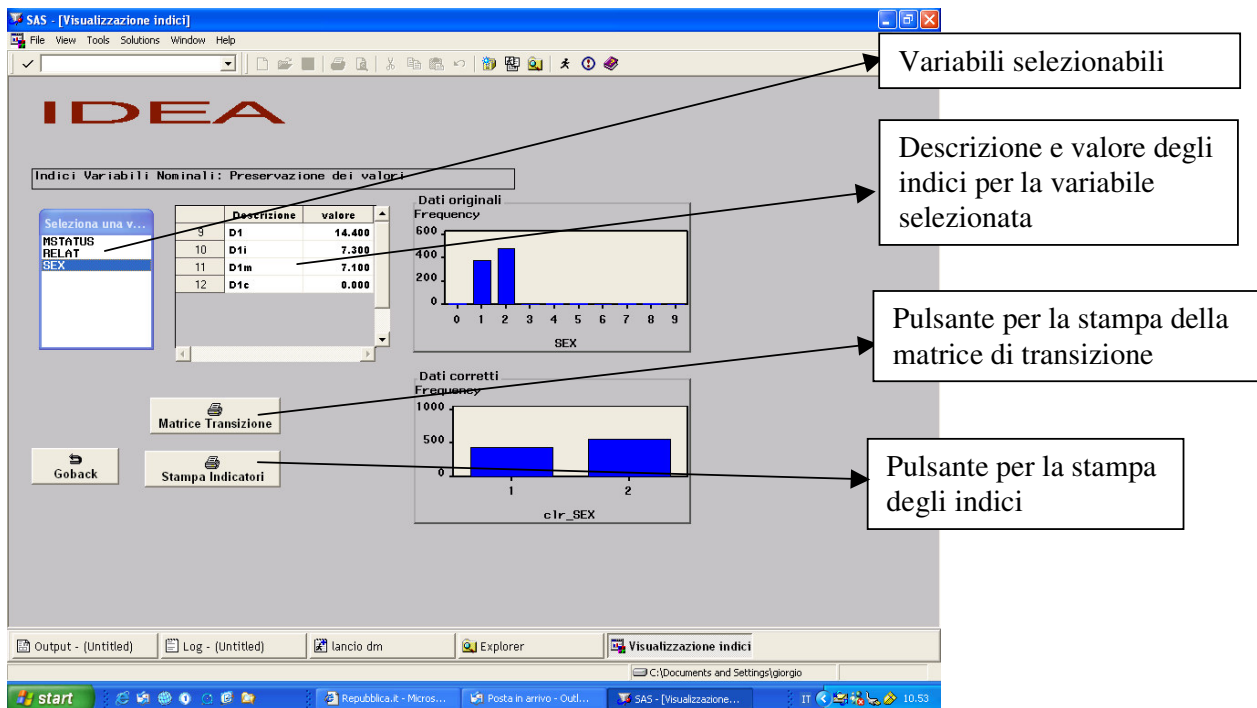 SAS - [Visualizzazione indici]
File View Tools Solutions Window Help
IDEA
Indici Variabili Nominali: Preservazione dei valori
Seleziona una v...
MSTATUS
RELAT
SEX
Descrizione valore
9 D1 14.400
10 D1i 7.300
11 D1m 7.100
12 D1c 0.000
Dati originali
Frequency
600
400
200
0
0 1 2 3 4 5 6 7 8 9
SEX
Dati corretti
Frequency
1000
500
0
1 2
clr_SEX
Matrice Transizione
Goback
Stampa Indicatori
Variabili selezionabili
Descrizione e valore degli
indici per la variabile
selezionata
Pulsante per la stampa della
matrice di transizione
Pulsante per la stampa
degli indici
Output - (Untitled) Log - (Untitled) lancio dm Explorer Visualizzazione indici
C:\Documents and Settings\giorgio
start Repubblica.it - Micros... Posta in arrivo - Outl... SAS - [Visualizzazione... IT 10.53